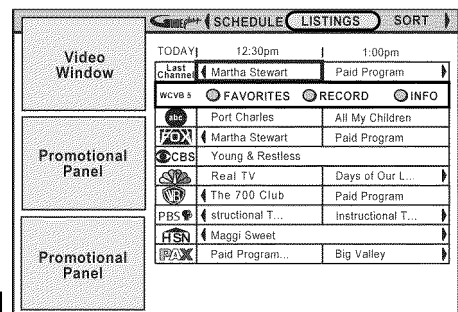 GUIDE plus+ SCHEDULE LISTINGS SORT
Video Window
TODAY 12:30pm 1:00pm
Last Channel Martha Stewart Paid Program
WCVB 5 FAVORITES RECORD INFO
abc Port Charles All My Children
FOX Martha Stewart Paid Program
Promotional Panel
CBS Young & Restless
Real TV Days of Our L...
WB The 700 Club Paid Program
PBS structional T... Instructional T...
HSN Maggi Sweet
Promotional Panel
PAX Paid Program... Big Valley